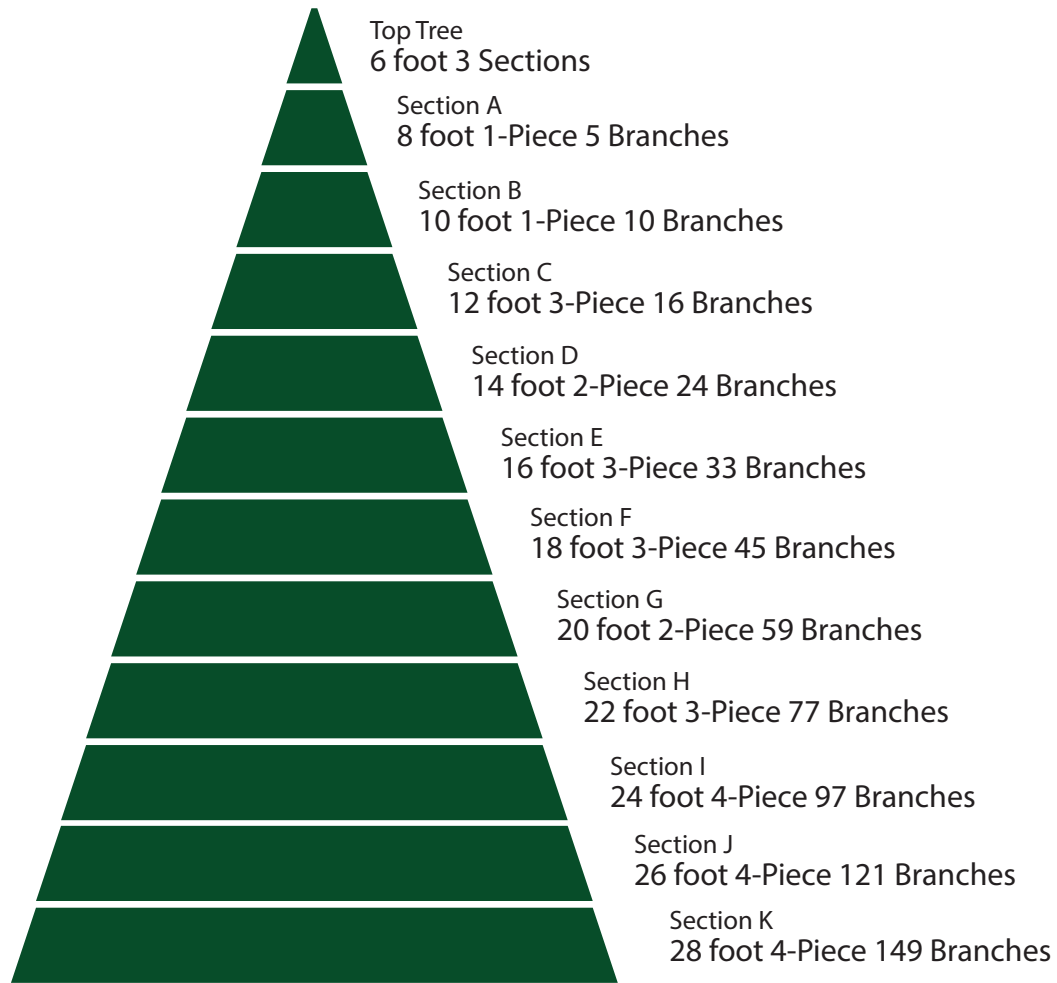 Top Tree
6 foot 3 Sections
Section A
8 foot 1-Piece 5 Branches
Section B
10 foot 1-Piece 10 Branches
Section C
12 foot 3-Piece 16 Branches
Section D
14 foot 2-Piece 24 Branches
Section E
16 foot 3-Piece 33 Branches
Section F
18 foot 3-Piece 45 Branches
Section G
20 foot 2-Piece 59 Branches
Section H
22 foot 3-Piece 77 Branches
Section I
24 foot 4-Piece 97 Branches
Section J
26 foot 4-Piece 121 Branches
Section K
28 foot 4-Piece 149 Branches